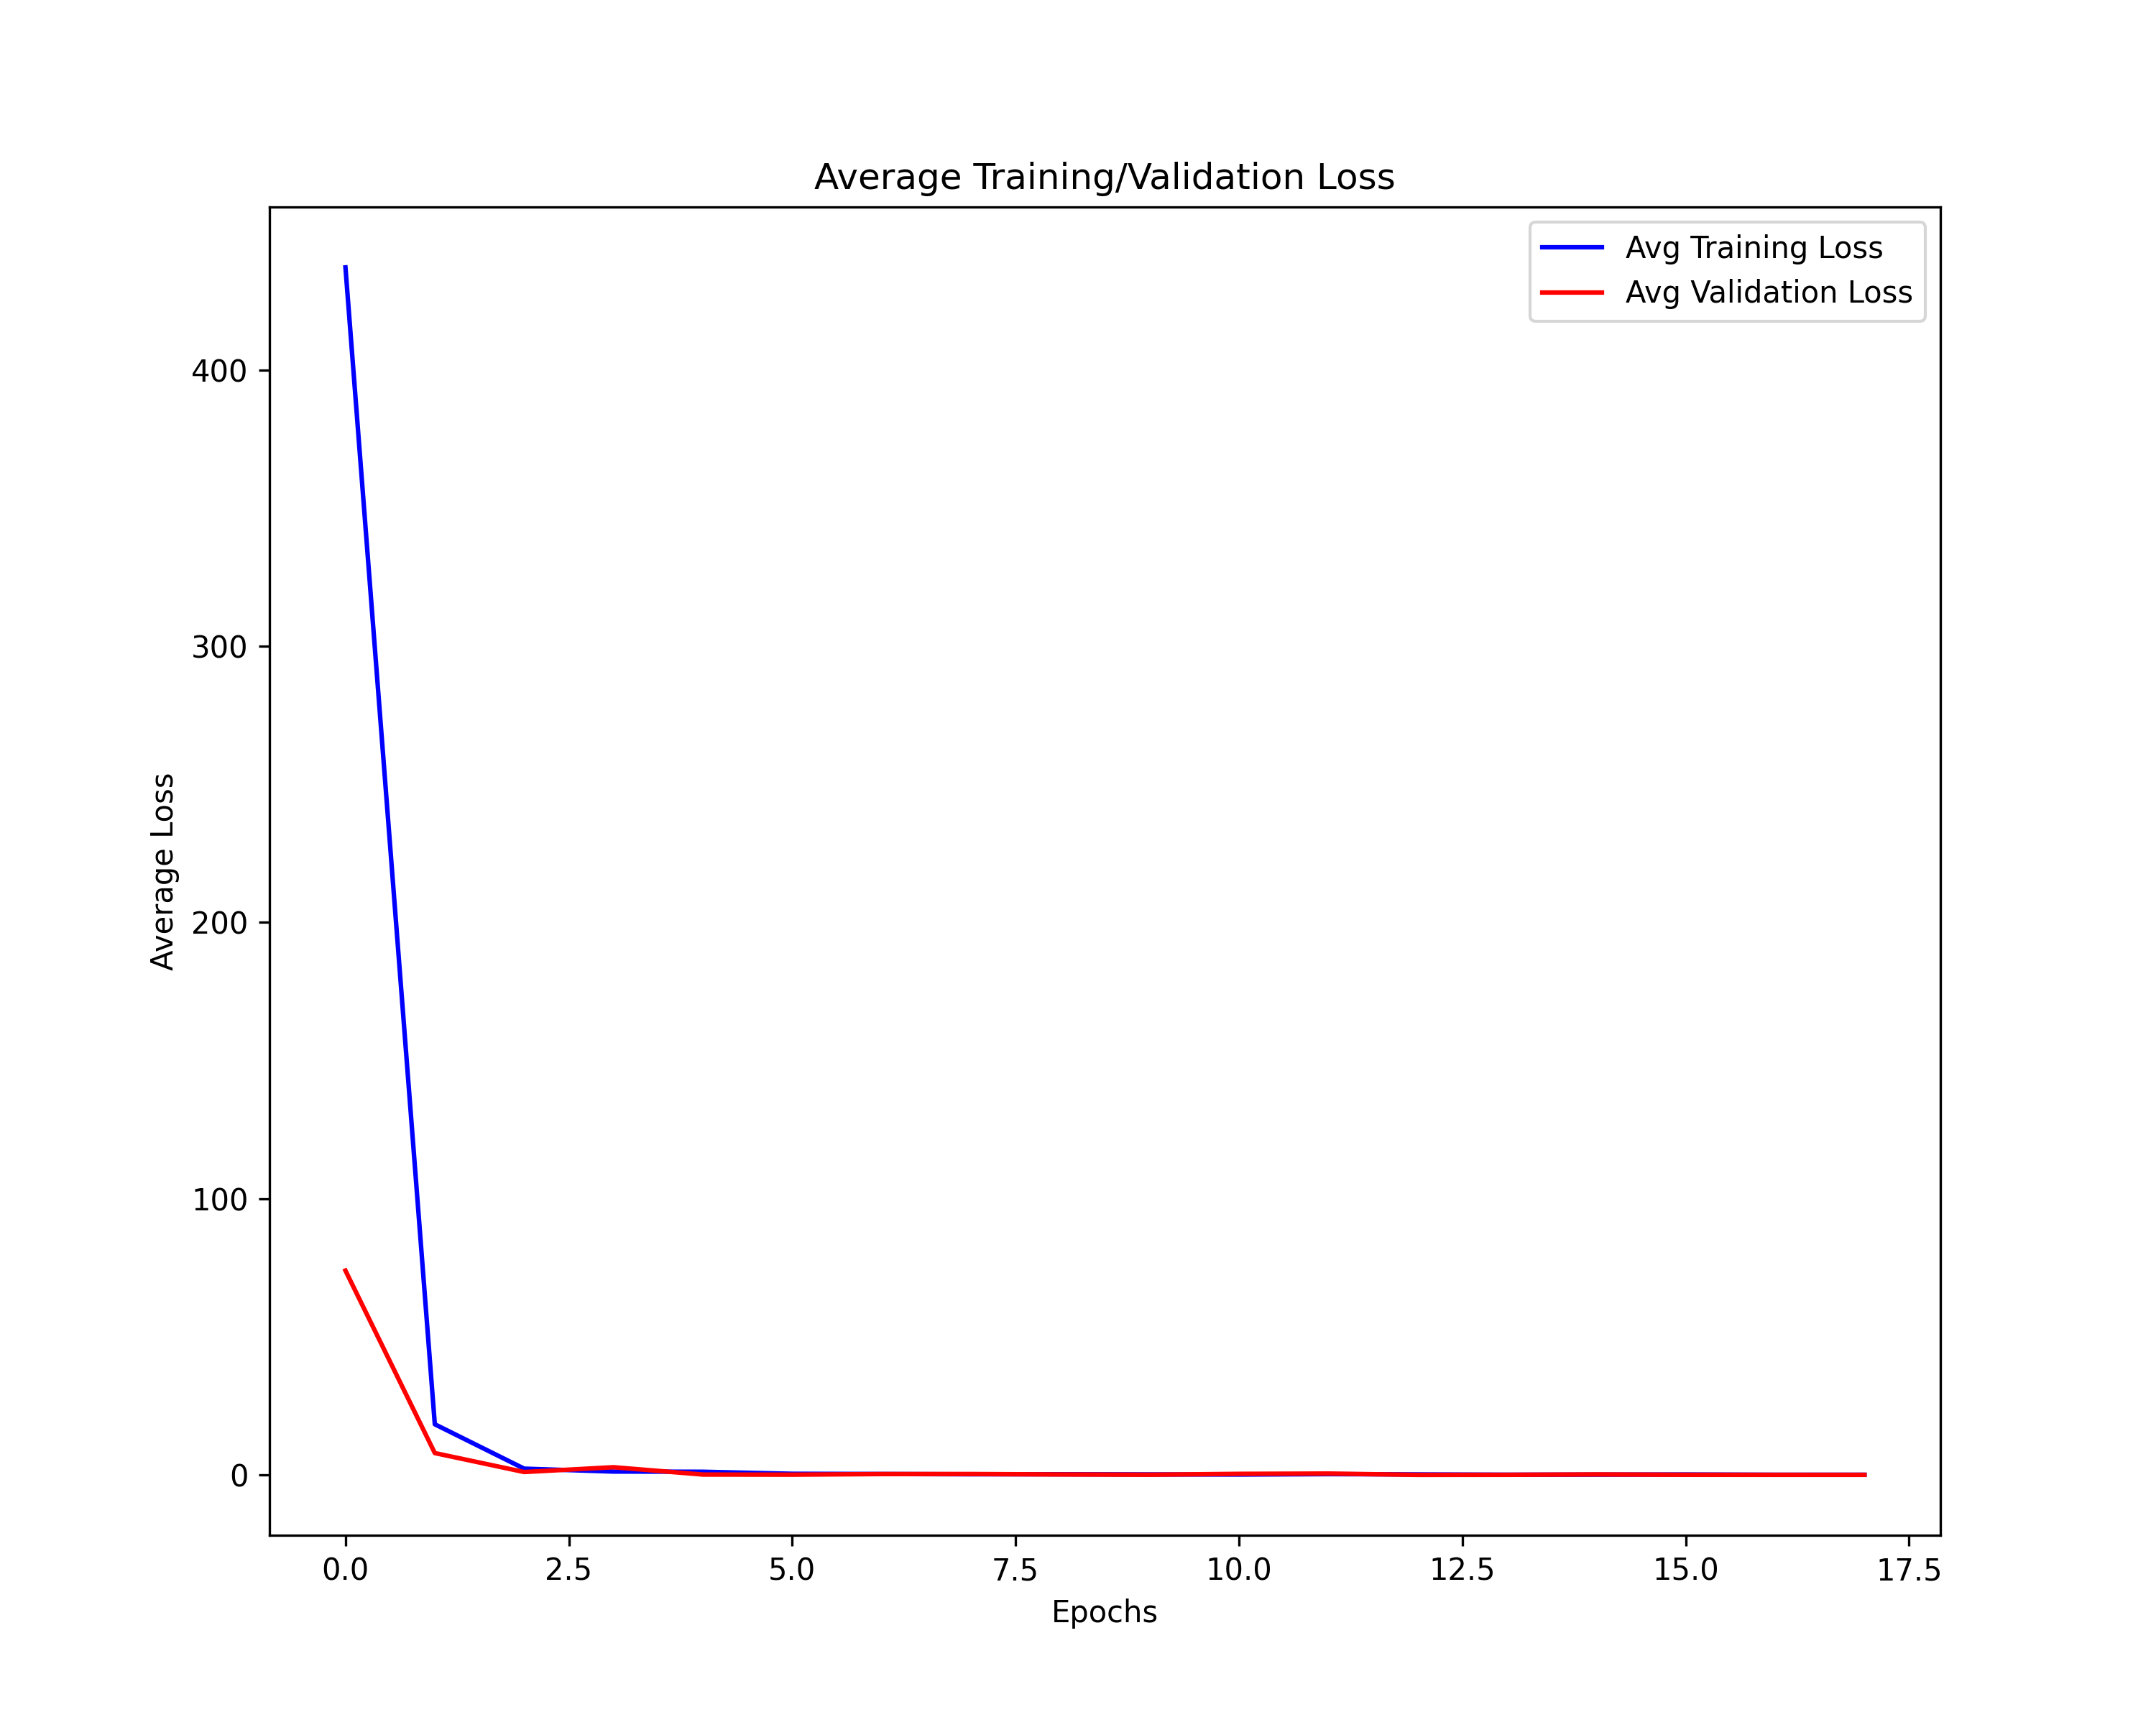 Average Training/Validation Loss
Avg Training Loss
Avg Validation Loss
400
300
200
100
0
Average Loss
0.0 2.5 5.0 7.5 10.0 12.5 15.0 17.5
Epochs